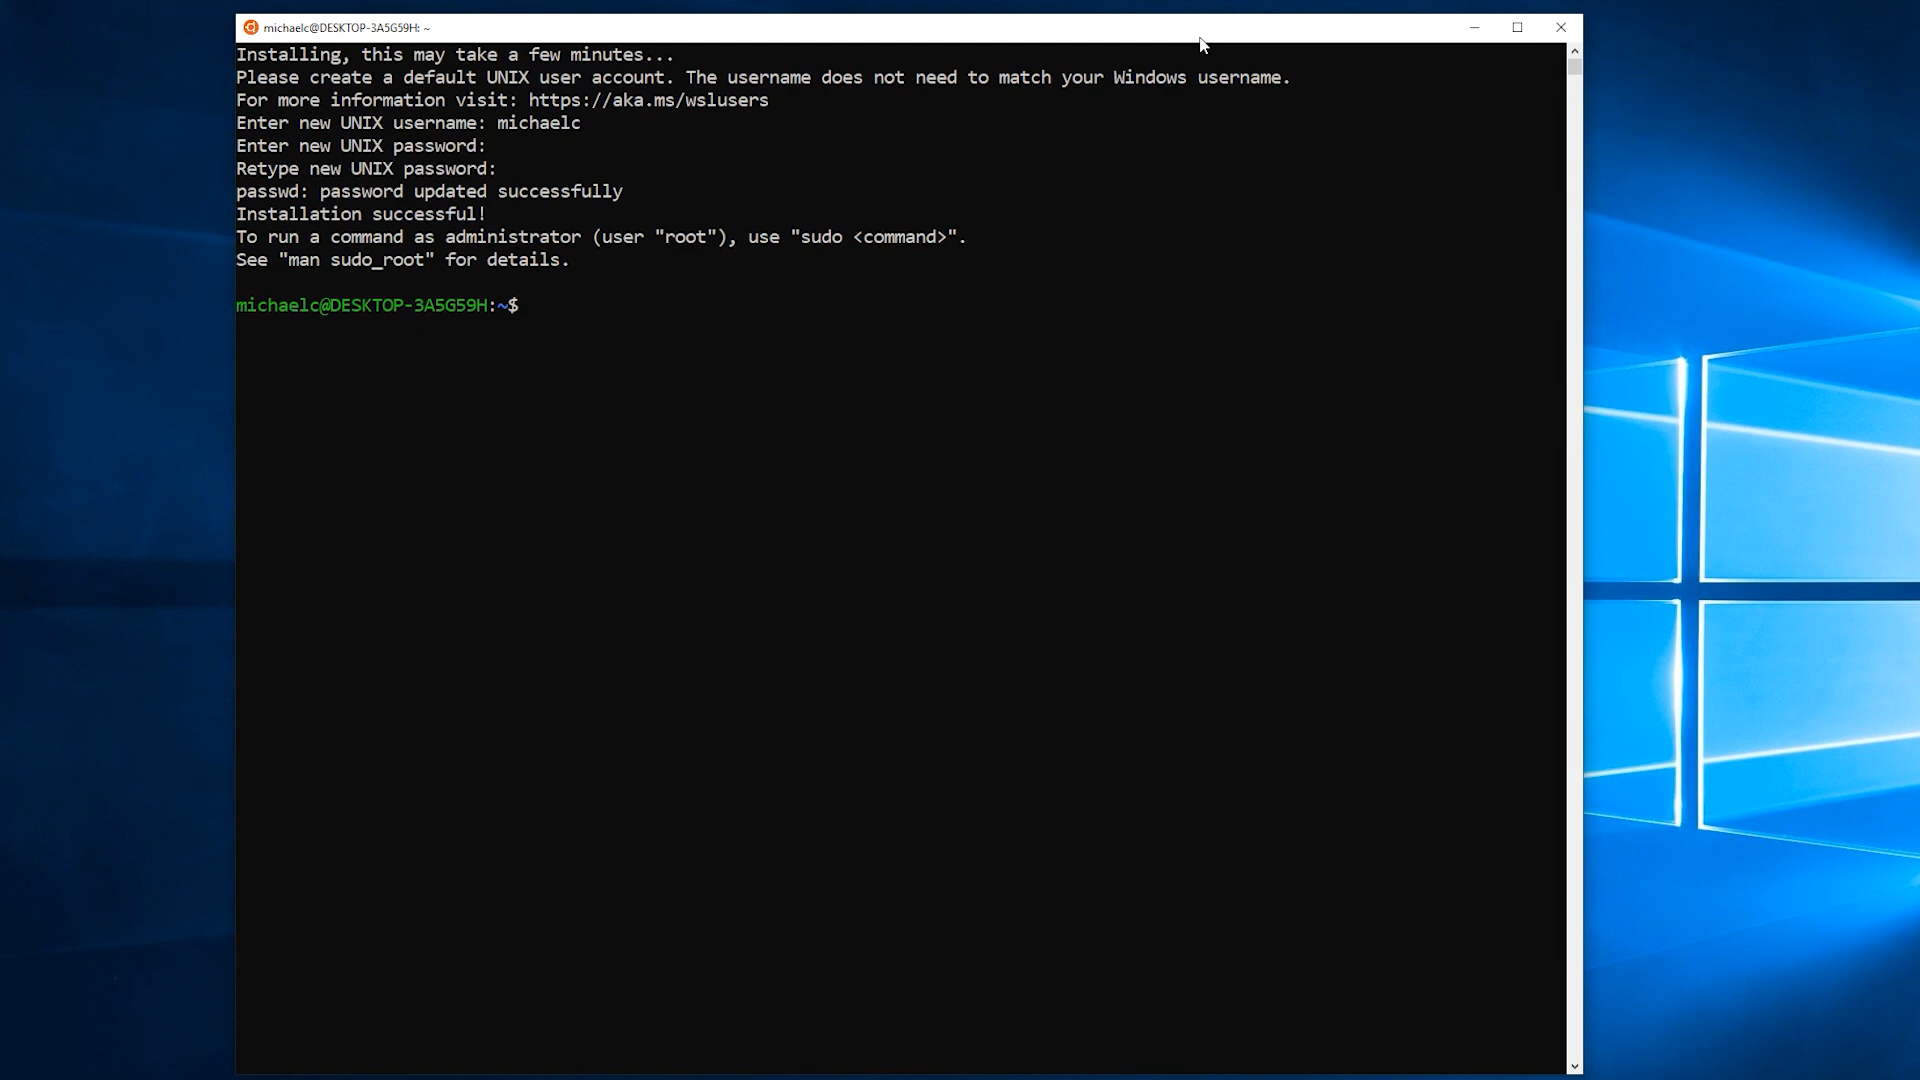 michaelc@DESKTOP-3A5G59H: ~
Installing, this may take a few minutes...
Please create a default UNIX user account. The username does not need to match your Windows username.
For more information visit: https://aka.ms/wslusers
Enter new UNIX username: michaelc
Enter new UNIX password:
Retype new UNIX password:
passwd: password updated successfully
Installation successful!
To run a command as administrator (user "root"), use "sudo <command>".
See "man sudo_root" for details.
michaelc@DESKTOP-3A5G59H:~$